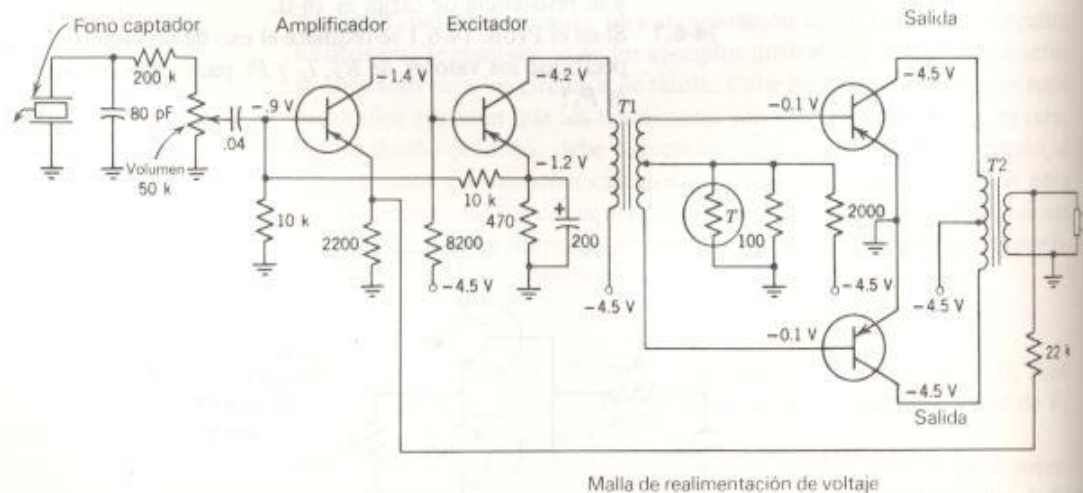 Fono captador
Amplificador
Excitador
Salida
200 k
80 pF
Volumen
50 k
.04
-.9 V
-1.4 V
-4.2 V
-1.2 V
T1
10 k
2200
10 k
8200
-4.5 V
470
+
200
-4.5 V
-0.1 V
-4.5 V
T
100
2000
-4.5 V
-4.5 V
T2
-0.1 V
-4.5 V
Salida
22 k
Malla de realimentación de voltaje